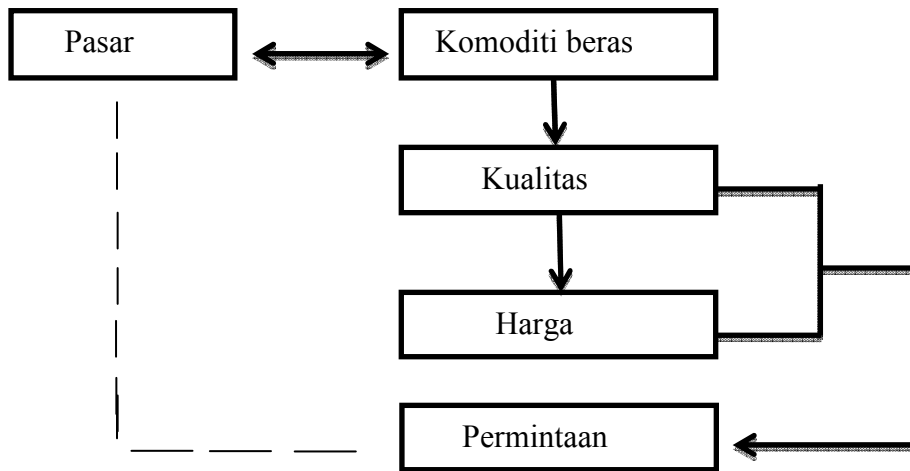 Pasar
Komoditi beras
Kualitas
Harga
Permintaan